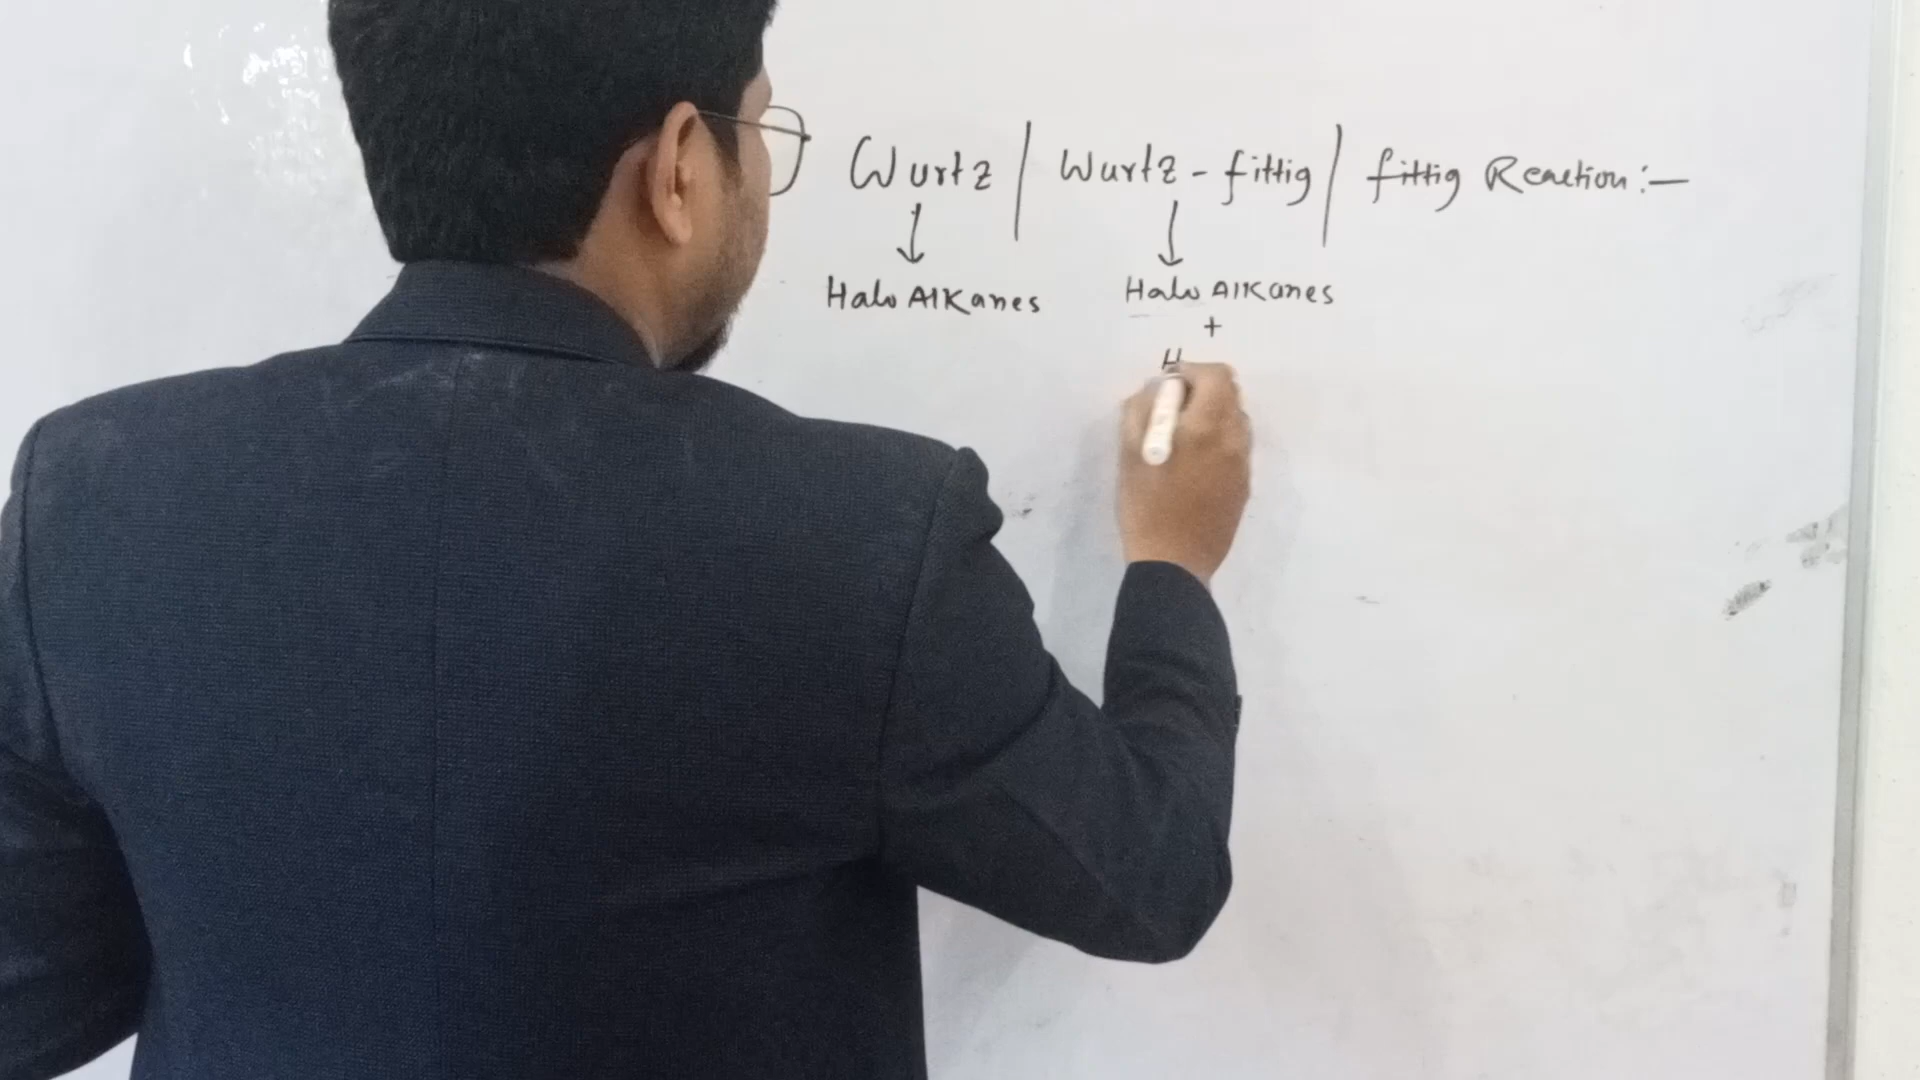 Wurtz | Wurtz - fittig | fittig Reaction :-
↓ ↓
Halo AlKanes Halo AlKanes
+
H